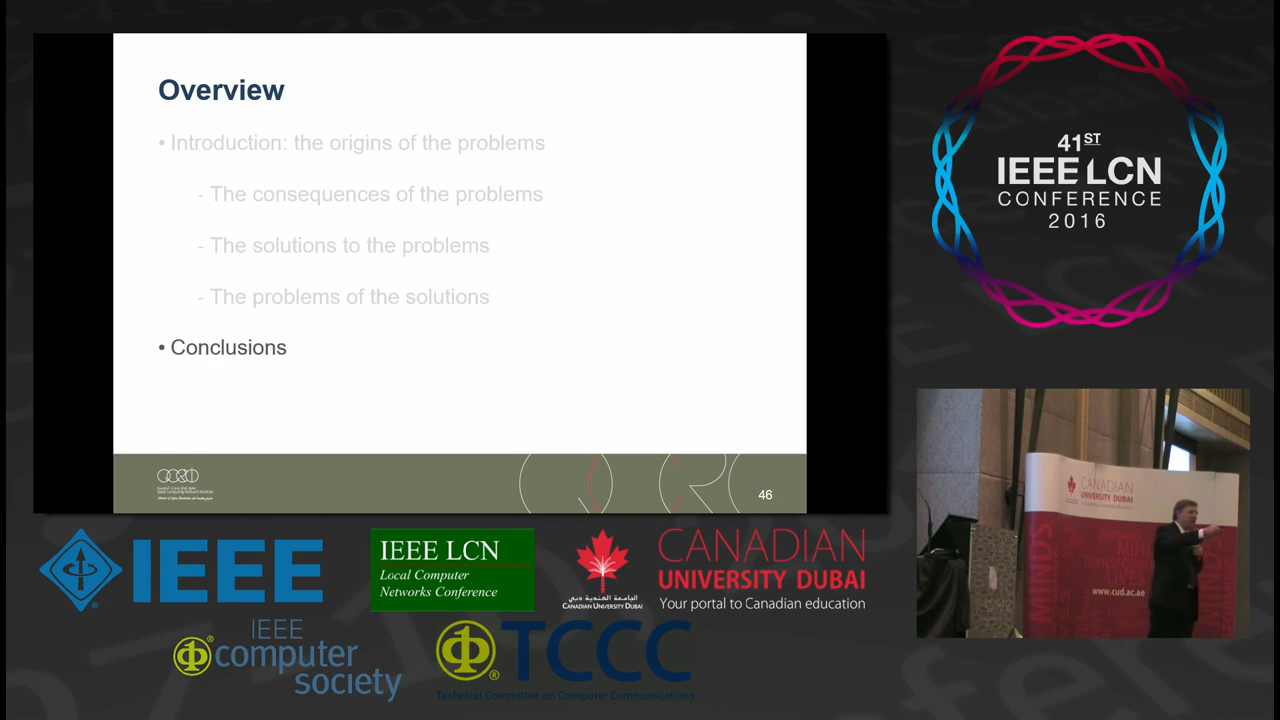 Overview
• Introduction: the origins of the problems
- The consequences of the problems
- The solutions to the problems
- The problems of the solutions
• Conclusions
46
41ST
IEEE LCN
CONFERENCE
2016
CANADIAN
UNIVERSITY DUBAI
www.cud.ac.ae
IEEE
IEEE LCN
Local Computer
Networks Conference
الجامعة الكندية دبي
CANADIAN UNIVERSITY DUBAI
CANADIAN
UNIVERSITY DUBAI
Your portal to Canadian education
IEEE
computer
society
TCCC
Technical Committee on Computer Communications